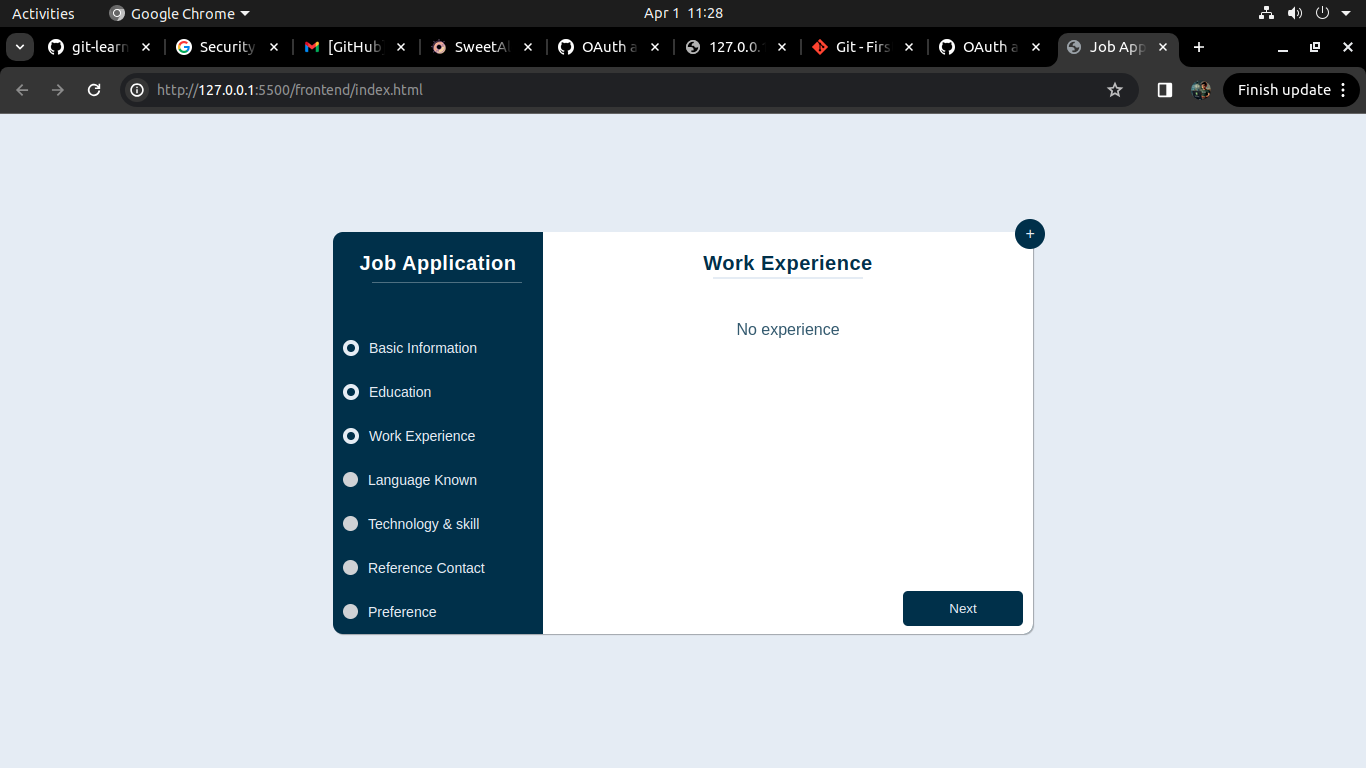 Activities Google Chrome Apr 1 11:28
git-learn Security [GitHub] SweetAl OAuth a 127.0.0. Git - Firs OAuth a Job App
http://127.0.0.1:5500/frontend/index.html Finish update
+
Job Application
Work Experience
No experience
Basic Information
Education
Work Experience
Language Known
Technology & skill
Reference Contact
Preference
Next